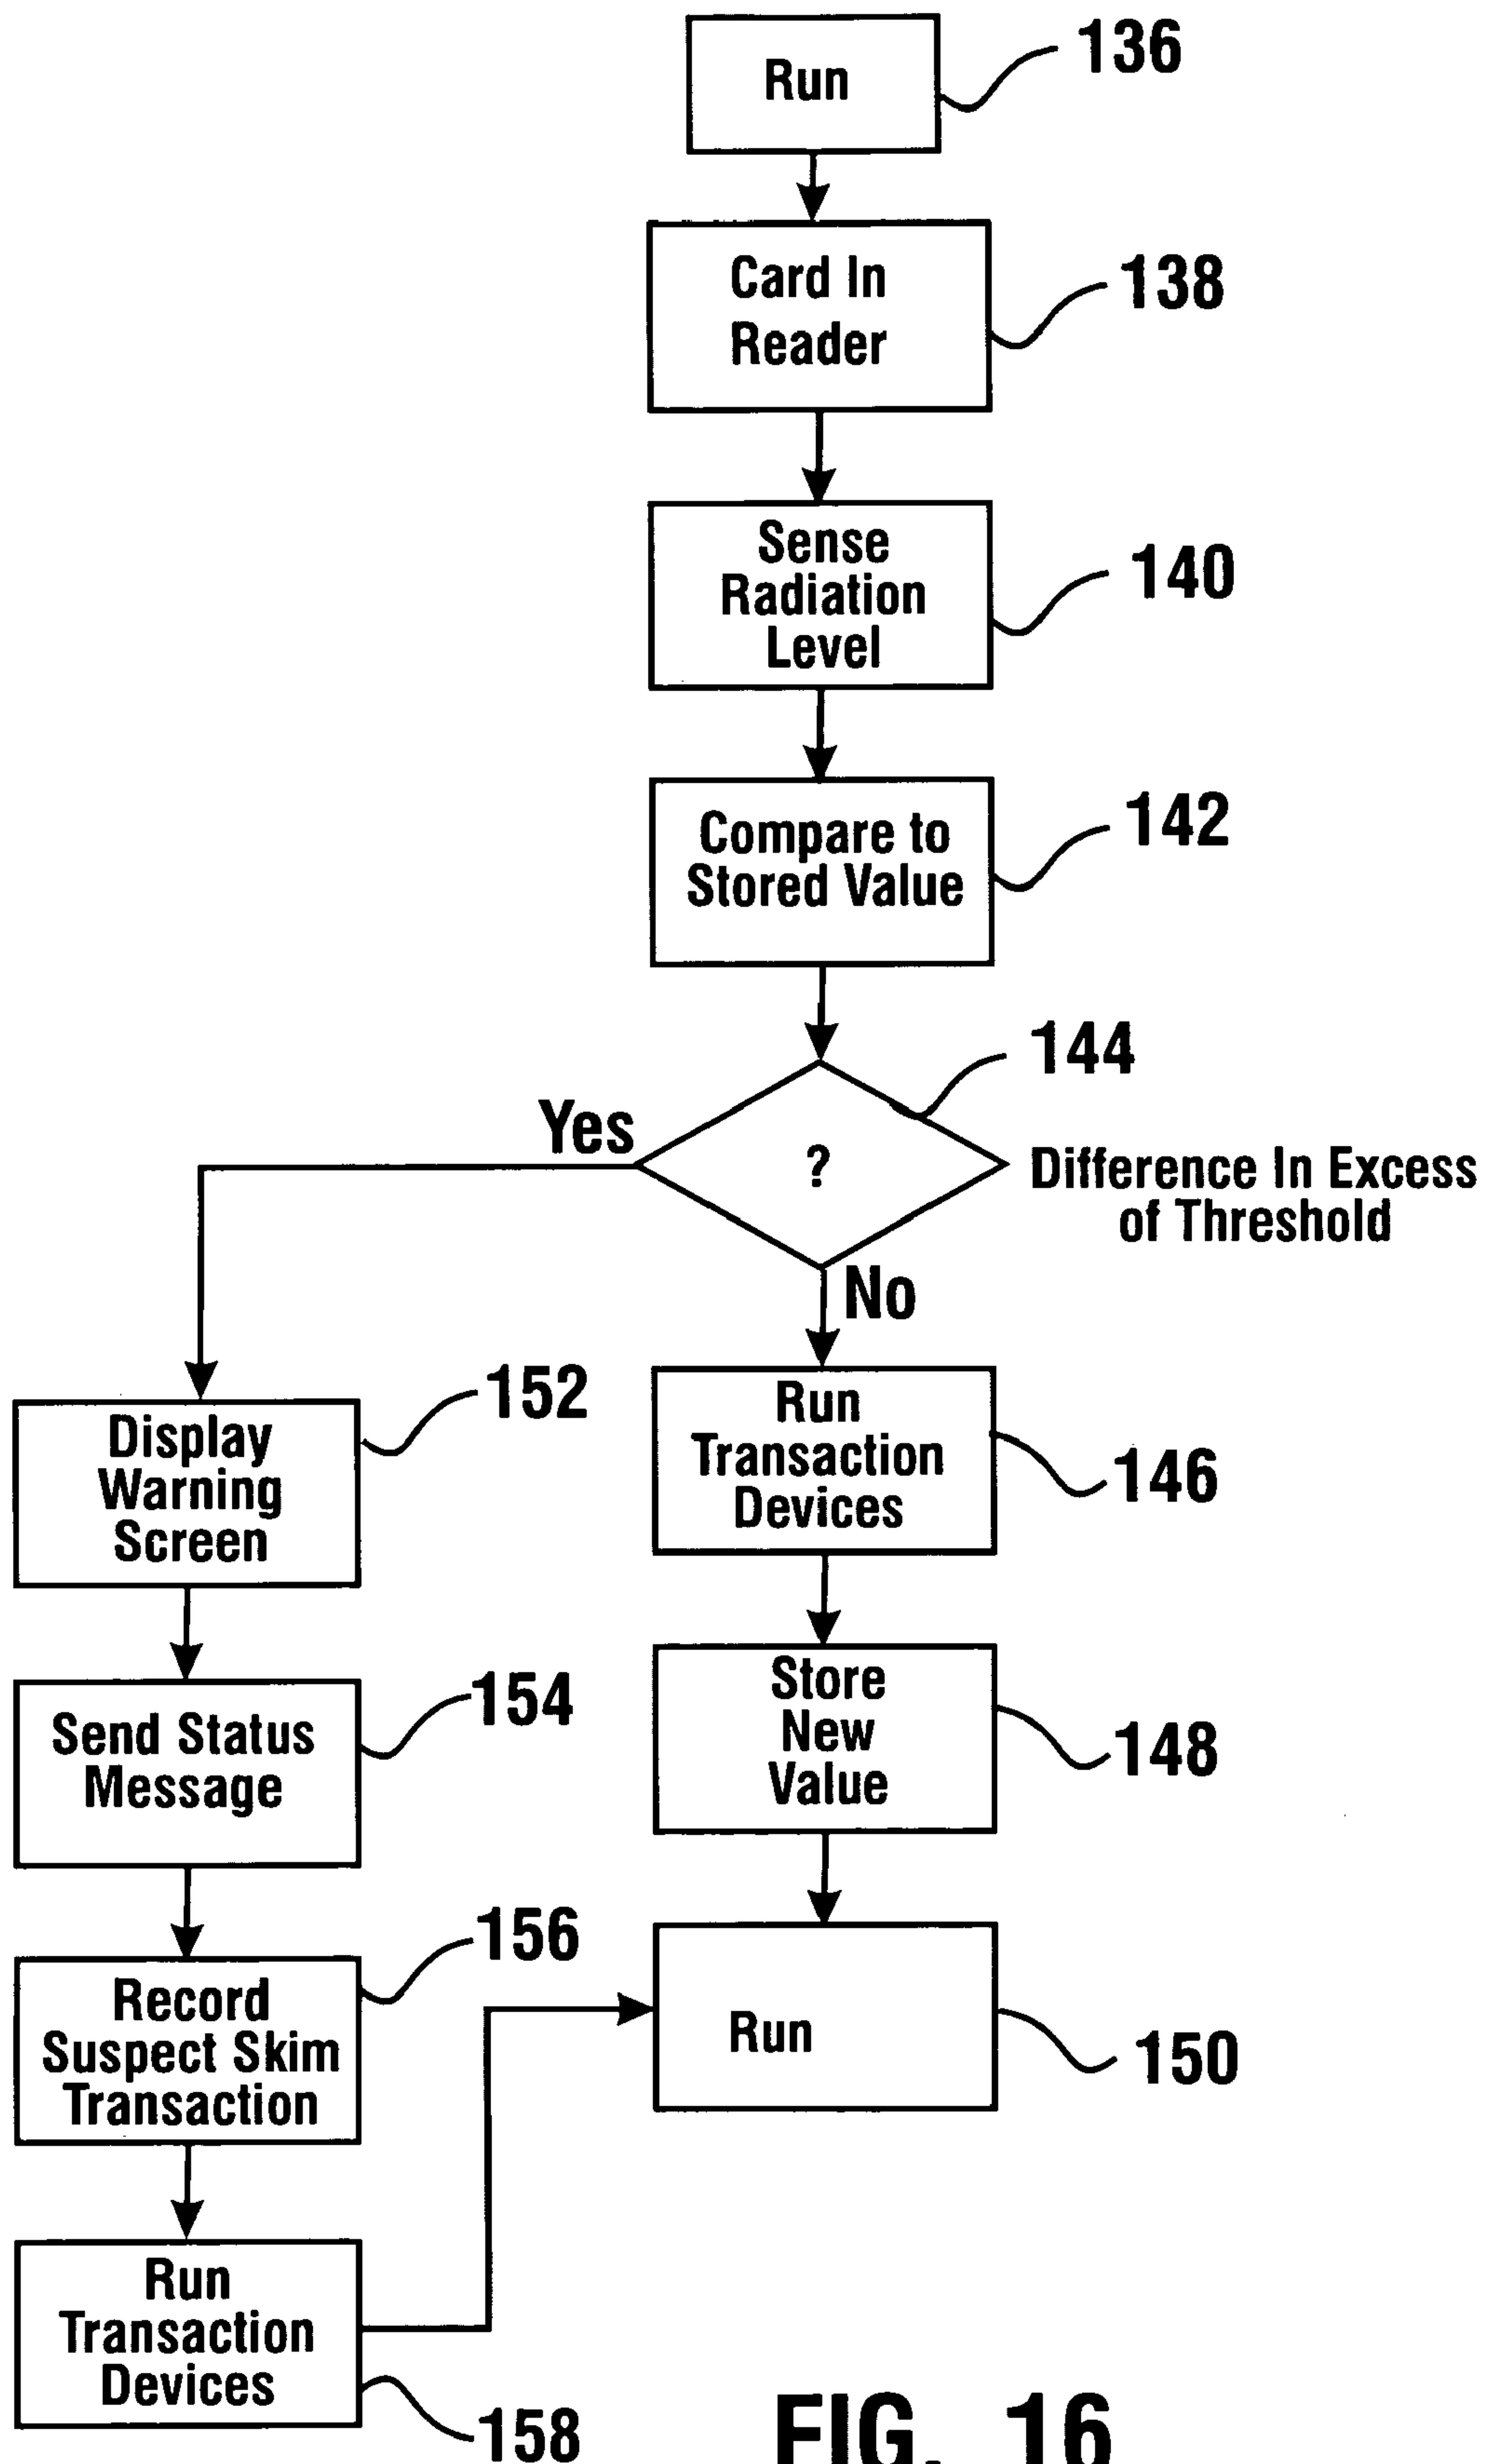 Run
136
Card In
Reader
138
Sense
Radiation
Level
140
Compare to
Stored Value
142
144
Yes
?
Difference In Excess
of Threshold
No
152
Display
Warning
Screen
Run
Transaction
Devices
146
154
Send Status
Message
Store
New
Value
148
156
Record
Suspect Skim
Transaction
Run
150
Run
Transaction
Devices
158
FIG. 16